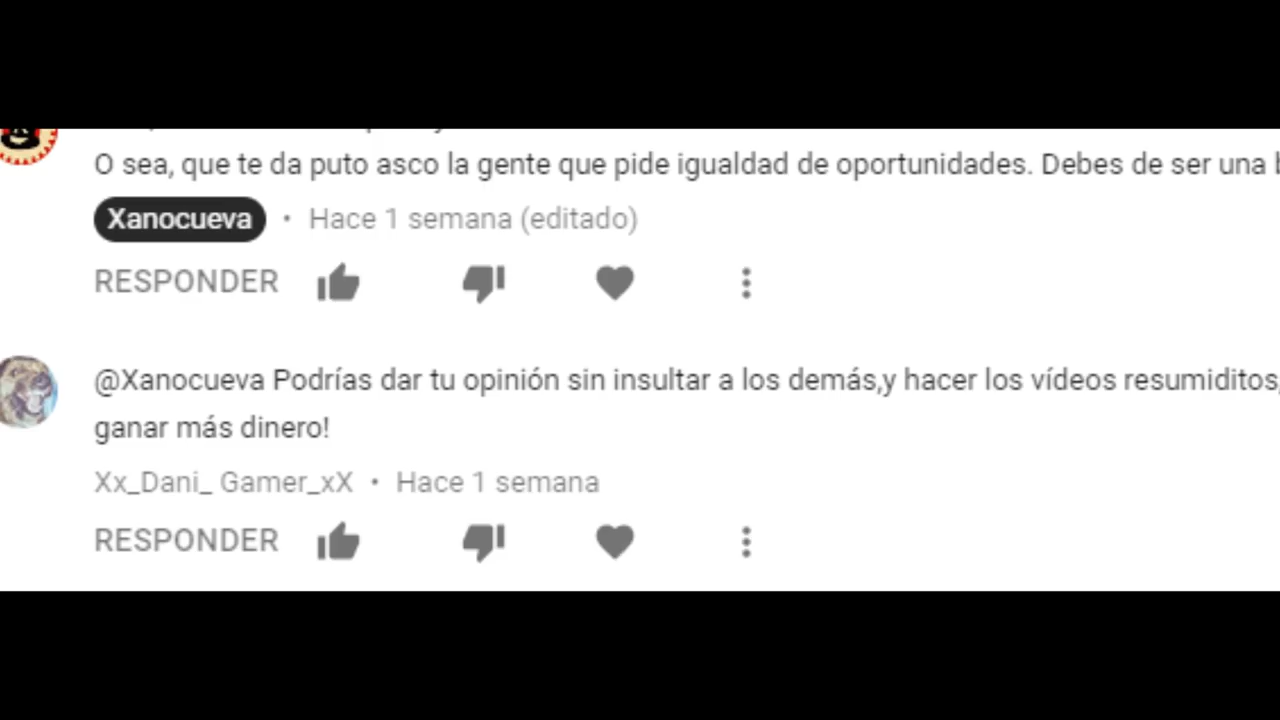 O sea, que te da puto asco la gente que pide igualdad de oportunidades. Debes de ser una
Xanocueva • Hace 1 semana (editado)
RESPONDER
@Xanocueva Podrías dar tu opinión sin insultar a los demás,y hacer los vídeos resumiditos,
ganar más dinero!
Xx_Dani_ Gamer_xX • Hace 1 semana
RESPONDER